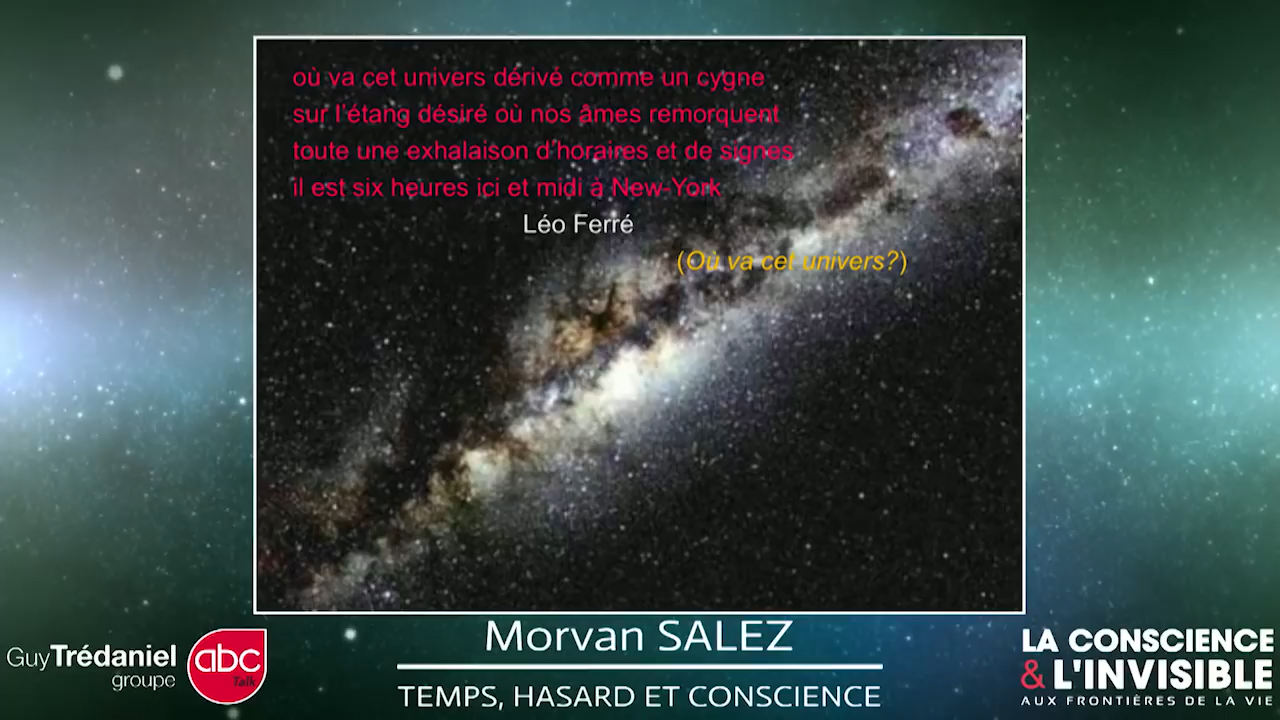 où va cet univers dérivé comme un cygne
sur l'étang désiré où nos âmes remorquent
toute une exhalaison d'horaires et de signes
il est six heures ici et midi à New-York
Léo Ferré
(Où va cet univers?)
Morvan SALEZ
TEMPS, HASARD ET CONSCIENCE
Guy Trédaniel
groupe
abc
Talk
LA CONSCIENCE
& L'INVISIBLE
AUX FRONTIÈRES DE LA VIE